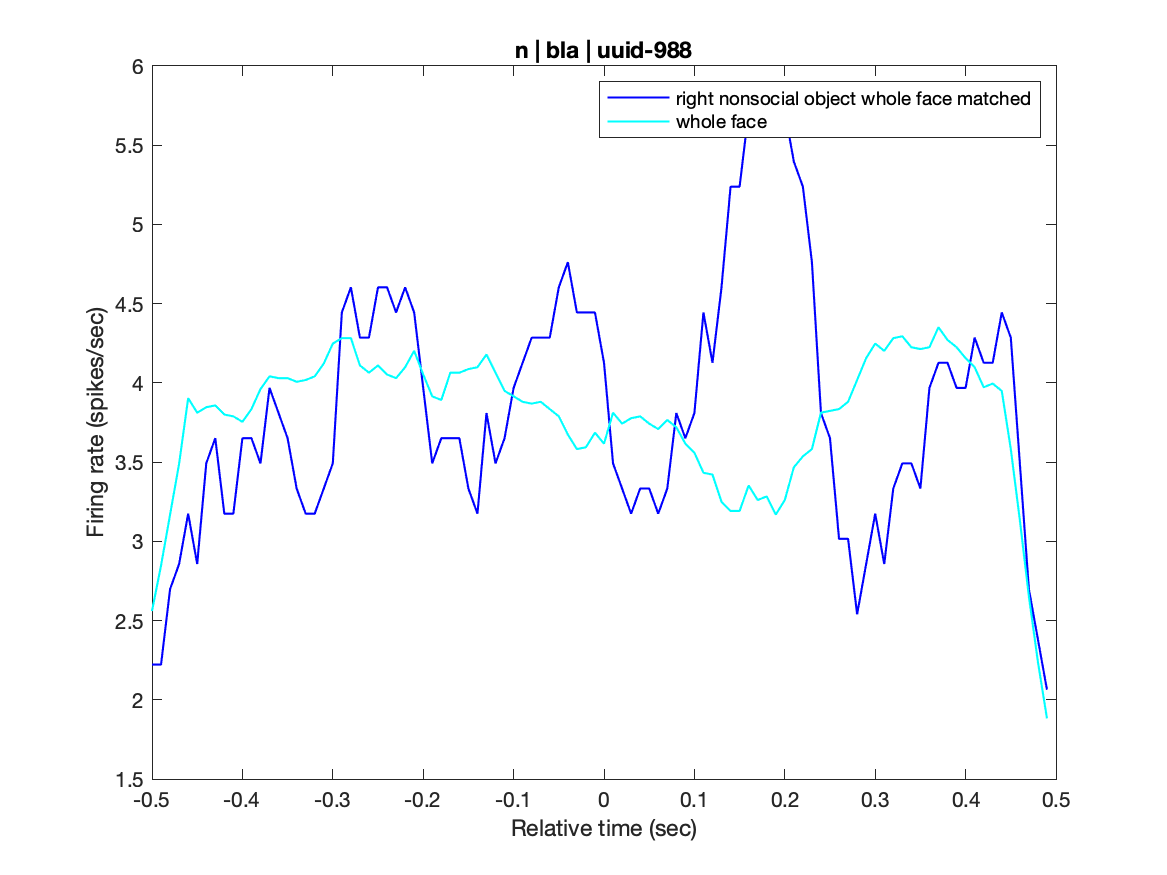 n | bla | uuid-988
6
5.5
5
4.5
4
3.5
3
2.5
2
1.5
Firing rate (spikes/sec)
right nonsocial object whole face matched
whole face
-0.5 -0.4 -0.3 -0.2 -0.1 0 0.1 0.2 0.3 0.4 0.5
Relative time (sec)